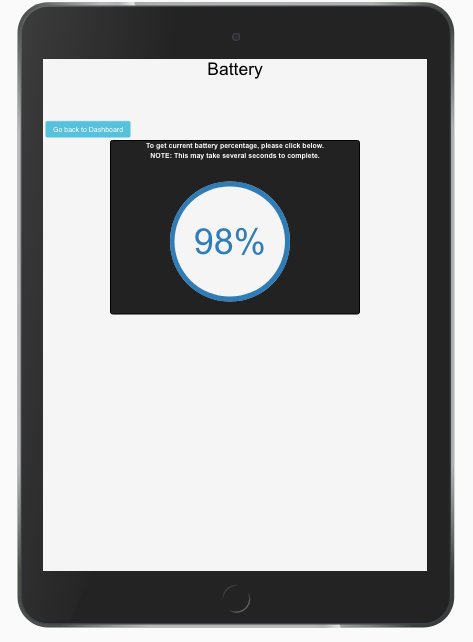 Battery
Go back to Dashboard
To get current battery percentage, please click below.
NOTE: This may take several seconds to complete.
98%